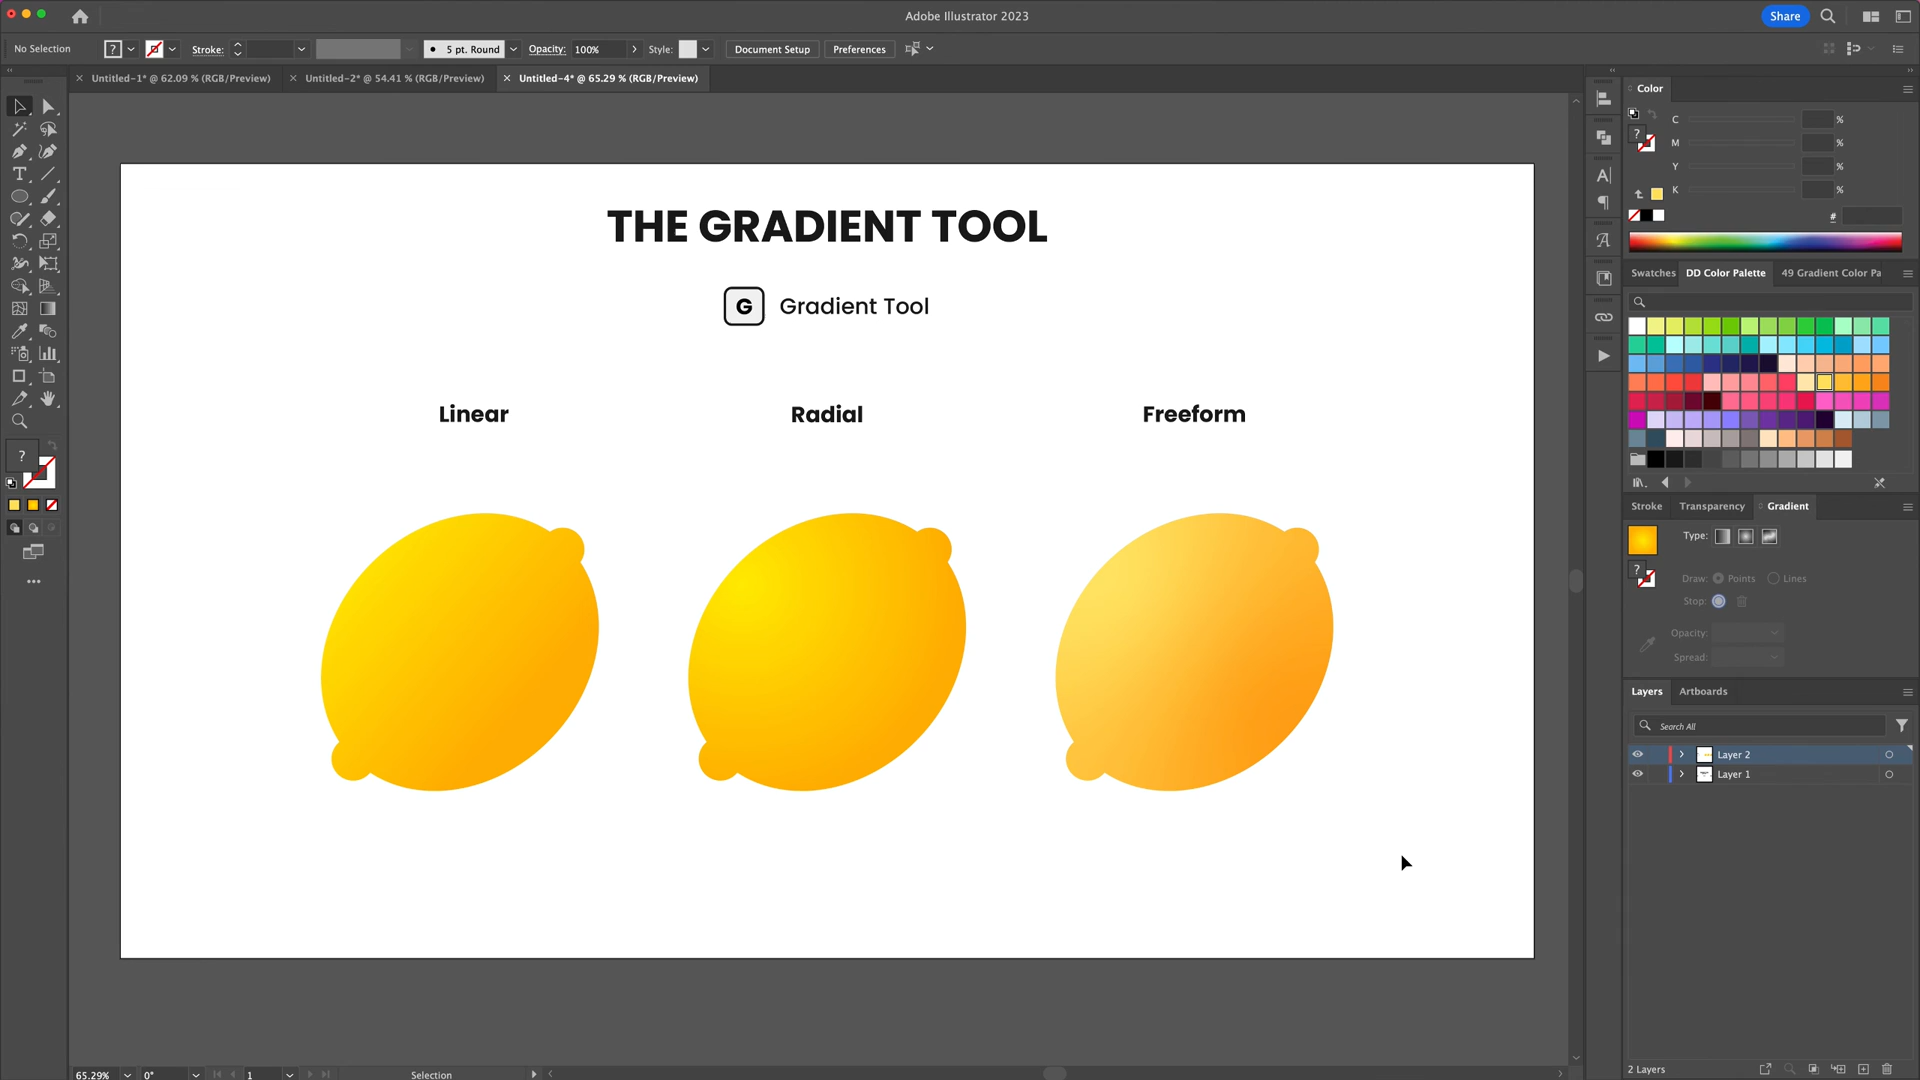 Adobe Illustrator 2023
Share
No Selection
?
Stroke:
5 pt. Round
Opacity: 100%
Style:
Document Setup
Preferences
Untitled-1* @ 62.09 % (RGB/Preview)
Untitled-2* @ 54.41 % (RGB/Preview)
Untitled-4* @ 65.29 % (RGB/Preview)
THE GRADIENT TOOL
G Gradient Tool
Linear
Radial
Freeform
?
Color
?
C %
M %
Y %
K %
#
Swatches
DD Color Palette
49 Gradient Color Pa
Stroke
Transparency
Gradient
Type:
?
Draw: Points Lines
Stop:
Opacity:
Spread:
Layers
Artboards
Search All
Layer 2
Layer 1
2 Layers
65.29%
0°
1
Selection